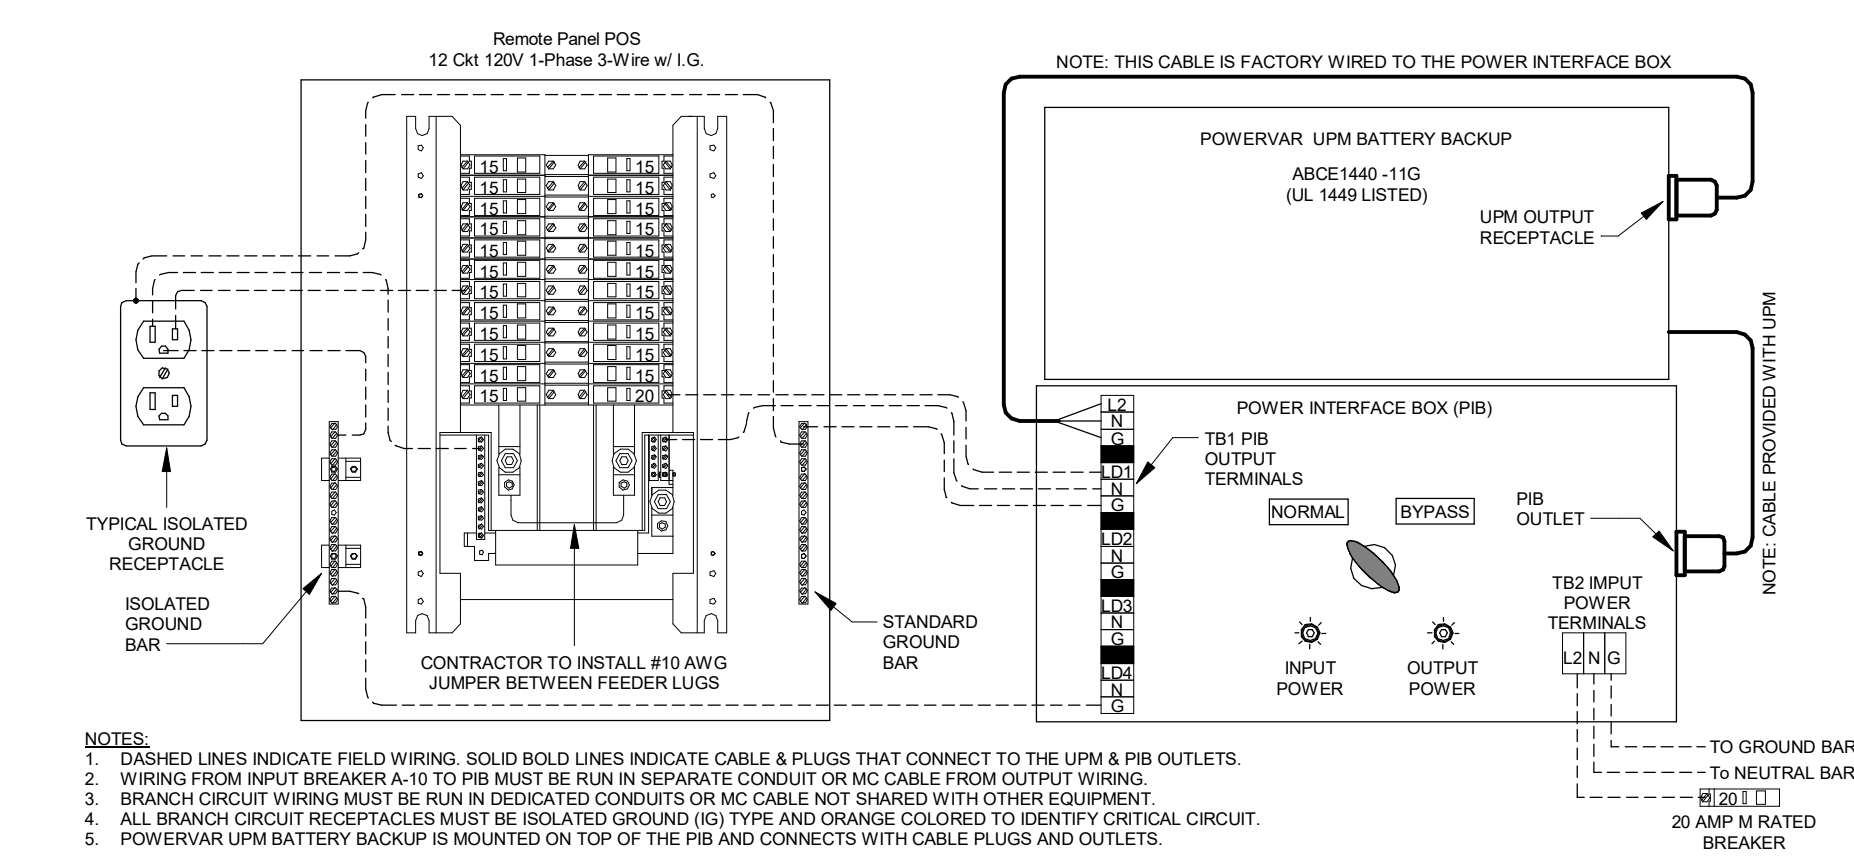 Remote Panel POS
12 Ckt 120V 1-Phase 3-Wire w/ I.G.
NOTE: THIS CABLE IS FACTORY WIRED TO THE POWER INTERFACE BOX
POWERVAR UPM BATTERY BACKUP
ABCE1440 -11G
(UL 1449 LISTED)
UPM OUTPUT
RECEPTACLE
15 15
15 15
15 15
15 15
15 15
15 15
15 15
15 15
15 15
15 15
15 15
15 20
NOTE: CABLE PROVIDED WITH UPM
L2
N
G
LD1
N
G
LD2
N
G
LD3
N
G
LD4
N
G
POWER INTERFACE BOX (PIB)
TB1 PIB
OUTPUT
TERMINALS
NORMAL
BYPASS
PIB
OUTLET
TB2 IMPUT
POWER
TERMINALS
L2 N G
INPUT
POWER
OUTPUT
POWER
TYPICAL ISOLATED
GROUND
RECEPTACLE
ISOLATED
GROUND
BAR
STANDARD
GROUND
BAR
CONTRACTOR TO INSTALL #10 AWG
JUMPER BETWEEN FEEDER LUGS
TO GROUND BAR
To NEUTRAL BAR
20
20 AMP M RATED
BREAKER
NOTES:
1. DASHED LINES INDICATE FIELD WIRING. SOLID BOLD LINES INDICATE CABLE & PLUGS THAT CONNECT TO THE UPM & PIB OUTLETS.
2. WIRING FROM INPUT BREAKER A-10 TO PIB MUST BE RUN IN SEPARATE CONDUIT OR MC CABLE FROM OUTPUT WIRING.
3. BRANCH CIRCUIT WIRING MUST BE RUN IN DEDICATED CONDUITS OR MC CABLE NOT SHARED WITH OTHER EQUIPMENT.
4. ALL BRANCH CIRCUIT RECEPTACLES MUST BE ISOLATED GROUND (IG) TYPE AND ORANGE COLORED TO IDENTIFY CRITICAL CIRCUIT.
5. POWERVAR UPM BATTERY BACKUP IS MOUNTED ON TOP OF THE PIB AND CONNECTS WITH CABLE PLUGS AND OUTLETS.